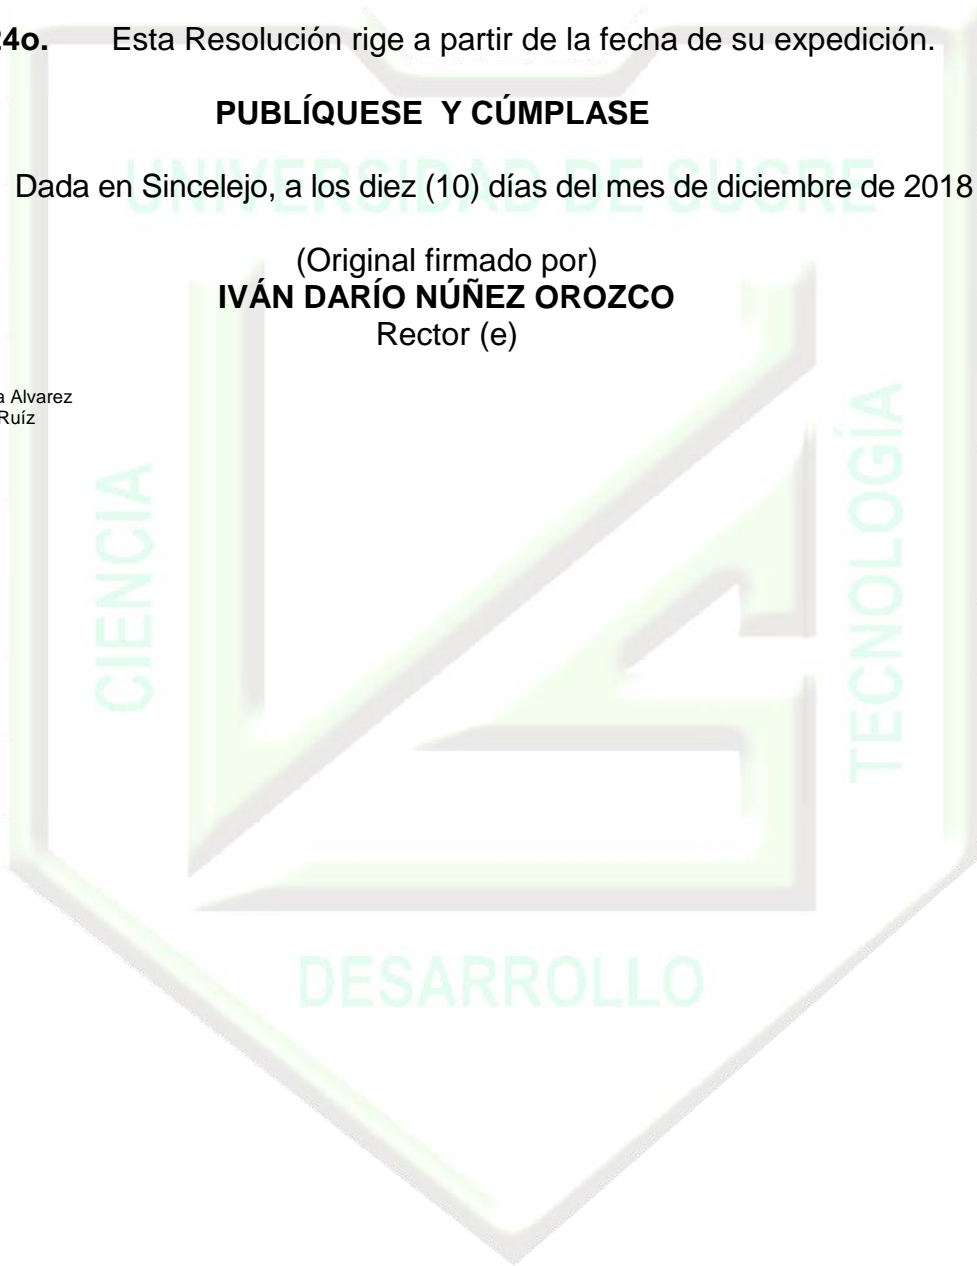 24o. Esta Resolución rige a partir de la fecha de su expedición.
PUBLÍQUESE Y CÚMPLASE
UNIVERSIDAD DE SUCRE
Dada en Sincelejo, a los diez (10) días del mes de diciembre de 2018
(Original firmado por)
IVÁN DARÍO NÚÑEZ OROZCO
Rector (e)
Alvarez
Ruíz
CIENCIA
TECNOLOGÍA
DESARROLLO